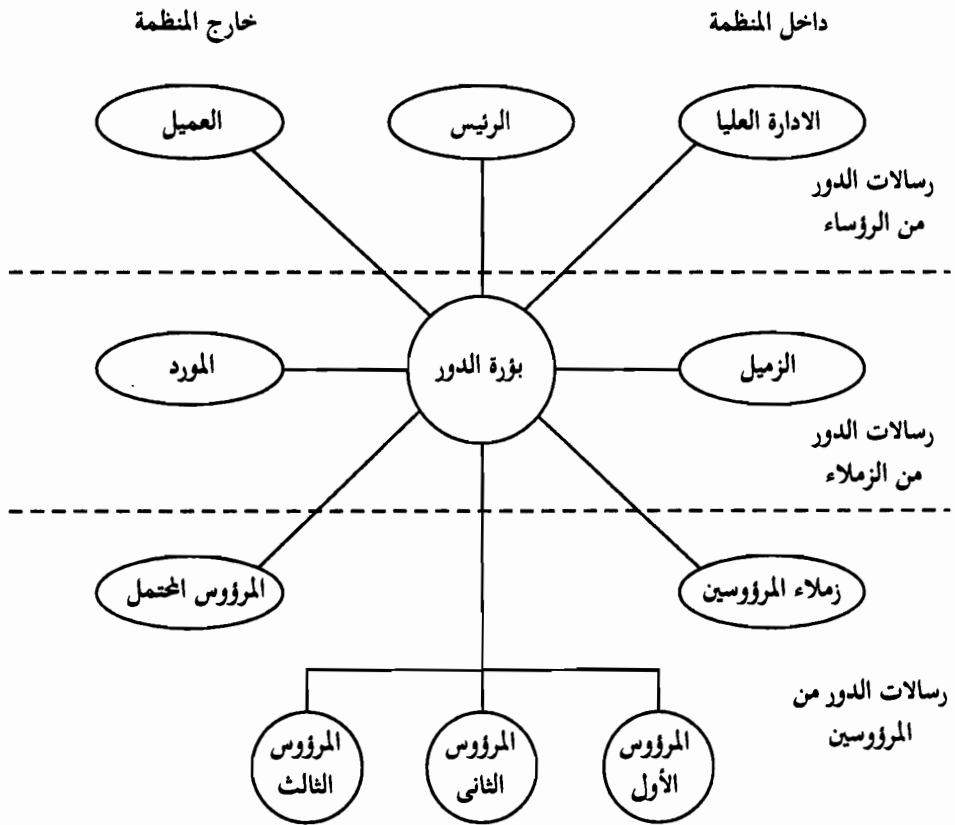 داخل المنظمة
خارج المنظمة
الادارة العليا
الرئيس
العميل
رسالات الدور
من الرؤساء
الزميل
بؤرة الدور
المورد
رسالات الدور
من الزملاء
زملاء المرؤوسين
المرؤوس المحتمل
رسالات الدور من
المرؤوسين
المرؤوس
الأول
المرؤوس
الثانى
المرؤوس
الثالث